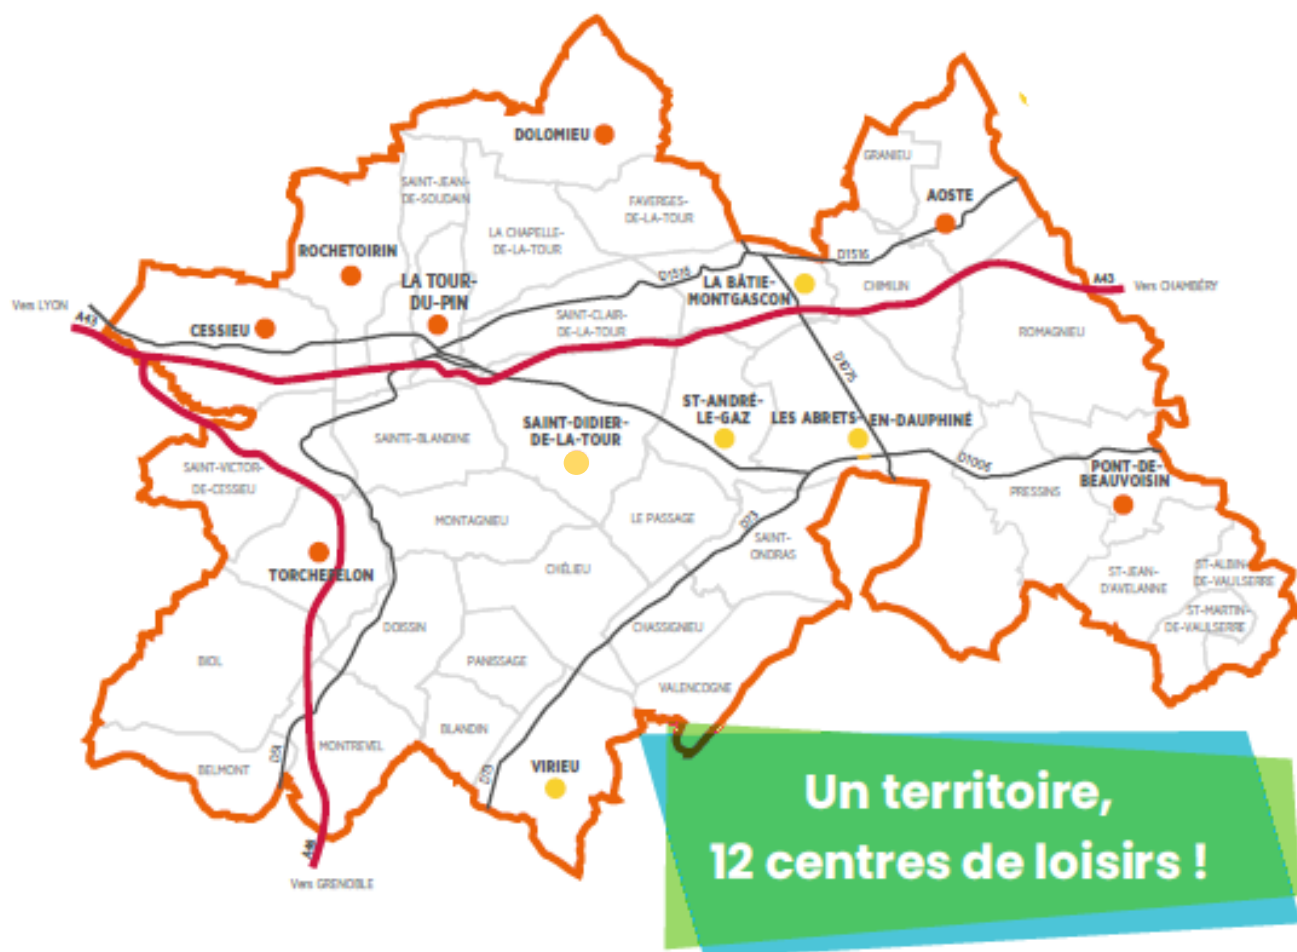 DOLOMIEU
GRANIEU
SAINT-JEAN-
DE-SOUDAIN
AOSTE
FAVERGES-
DE-LA-TOUR
LA CHAPELLE-
DE-LA-TOUR
ROCHETOIRIN
D1516
LA TOUR-
DU-PIN
D1516
LA BÂTIE-
MONTGASCON
CHIMILIN
A43
Vers CHAMBÉRY
Vers LYON
A43
CESSIEU
SAINT-CLAIR-
DE-LA-TOUR
ROMAGNIEU
D1075
ST-ANDRÉ-
LE-GAZ
LES ABRETS-
EN-DAUPHINÉ
SAINT-DIDIER-
DE-LA-TOUR
SAINTE-BLANDINE
SAINT-VICTOR-
DE-CESSIEU
D1006
PONT-DE-
BEAUVOISIN
PRESSINS
MONTAGNIEU
LE PASSAGE
D73
SAINT-
ONDRAS
TORCHEFELON
CHÉLIEU
ST-JEAN-
D'AVELANNE
ST-ALBIN-
DE-VAULSERRE
ST-MARTIN-
DE-VAULSERRE
DOISSIN
CHASSIGNIEU
BIOL
PANISSAGE
VALENCOGNE
BLANDIN
MONTREVEL
D51
BELMONT
D73
VIRIEU
A48
Vers GRENOBLE
Un territoire,
12 centres de loisirs !